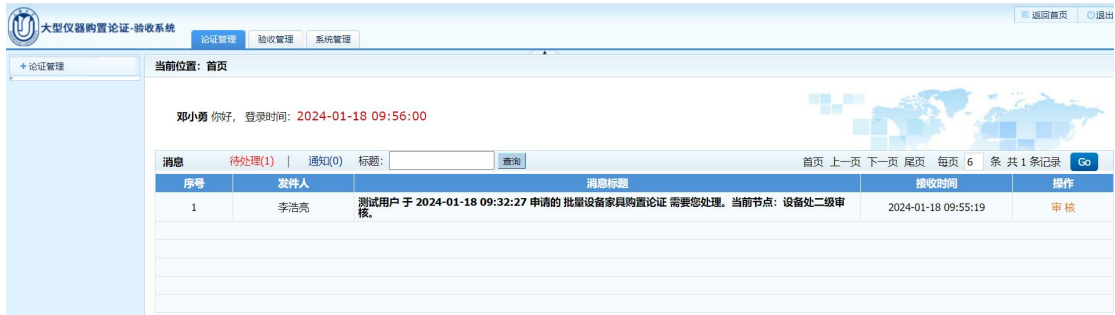 返回首页 退出
大型仪器购置论证-验收系统
论证管理 验收管理 系统管理
+ 论证管理
当前位置：首页
邓小勇 你好， 登录时间：2024-01-18 09:56:00
消息 待处理(1) | 通知(0) 标题： 查询 首页 上一页 下一页 尾页 每页 6 条 共 1 条记录 Go
序号 发件人 消息标题 接收时间 操作
1 李浩亮 测试用户 于 2024-01-18 09:32:27 申请的 批量设备家具购置论证 需要您处理。当前节点：设备处二级审
核。 2024-01-18 09:55:19 审 核